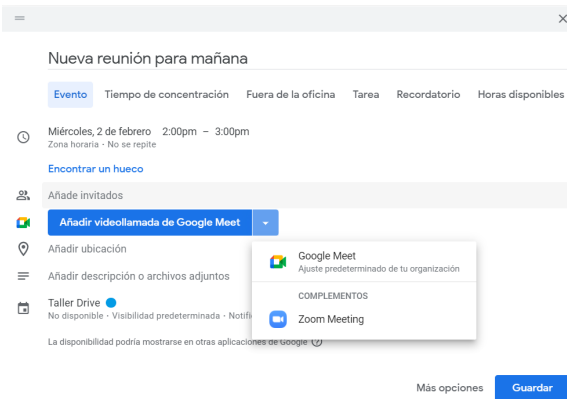 Nueva reunión para mañana
Evento Tiempo de concentración Fuera de la oficina Tarea Recordatorio Horas disponibles
Miércoles, 2 de febrero 2:00pm – 3:00pm
Zona horaria · No se repite
Encontrar un hueco
Añade invitados
Añadir videollamada de Google Meet
Añadir ubicación
Google Meet
Ajuste predeterminado de tu organización
Añadir descripción o archivos adjuntos
COMPLEMENTOS
Taller Drive
No disponible · Visibilidad predeterminada · Notifi
Zoom Meeting
La disponibilidad podría mostrarse en otras aplicaciones de Google
Más opciones Guardar